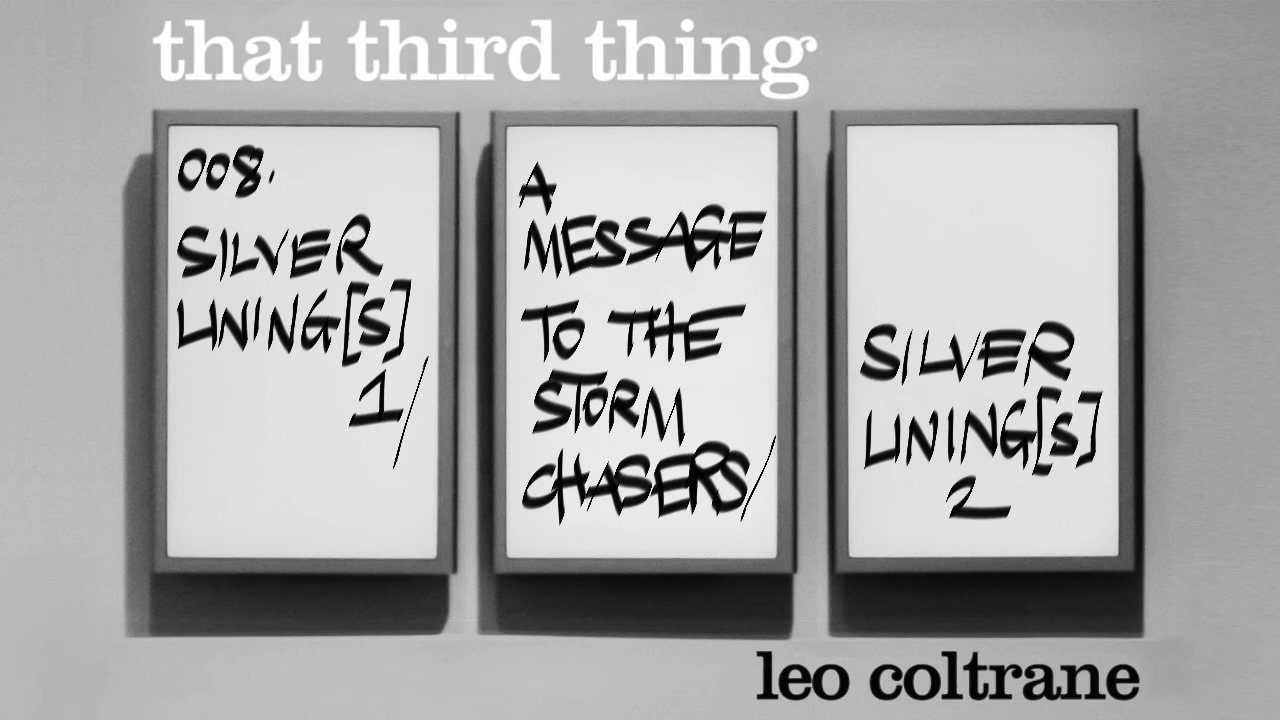 that third thing
008.
SILVER
LINING[S]
1/
A
MESSAGE
TO THE
STORM
CHASERS/
SILVER
LINING[S]
2
leo coltrane